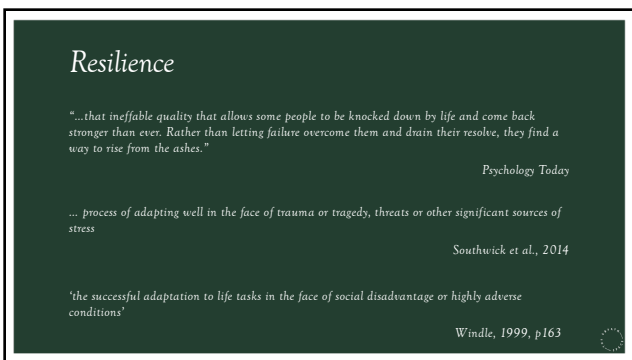 Resilience
“...that ineffable quality that allows some people to be knocked down by life and come back
stronger than ever. Rather than letting failure overcome them and drain their resolve, they find a
way to rise from the ashes.”
Psychology Today
... process of adapting well in the face of trauma or tragedy, threats or other significant sources of
stress
Southwick et al., 2014
‘the successful adaptation to life tasks in the face of social disadvantage or highly adverse
conditions’
Windle, 1999, p163